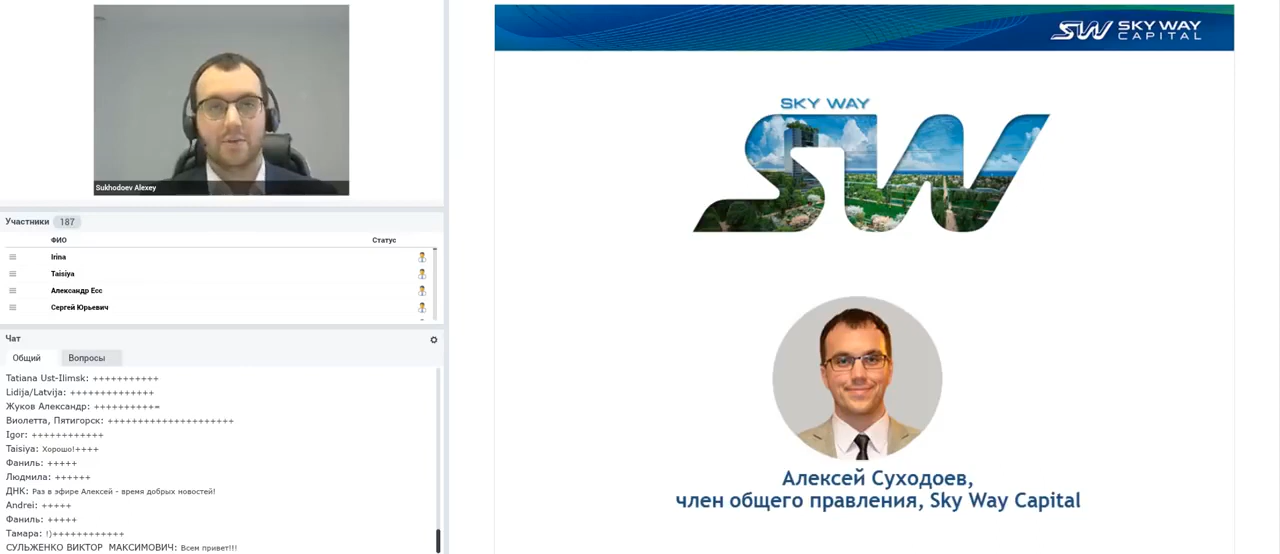 Sukhodoev Alexey
Участники 187
ФИО Статус
Irina
Taisiya
Александр Есс
Сергей Юрьевич
Чат
Общий Вопросы
Tatiana Ust-Ilimsk: +++++++++++
Lidija/Latvija: ++++++++++++++
Жуков Александр: ++++++++++=
Виолетта, Пятигорск: +++++++++++++++++++++
Igor: ++++++++++++
Taisiya: Хорошо!++++
Фаниль: +++++
Людмила: ++++++
ДНК: Раз в эфире Алексей - время добрых новостей!
Andrei: +++++
Фаниль: +++++
Тамара: !)++++++++++++
СУЛЬЖЕНКО ВИКТОР МАКСИМОВИЧ: Всем привет!!!
SW SKY WAY
CAPITAL
SKY WAY
SW
Алексей Суходоев,
член общего правления, Sky Way Capital